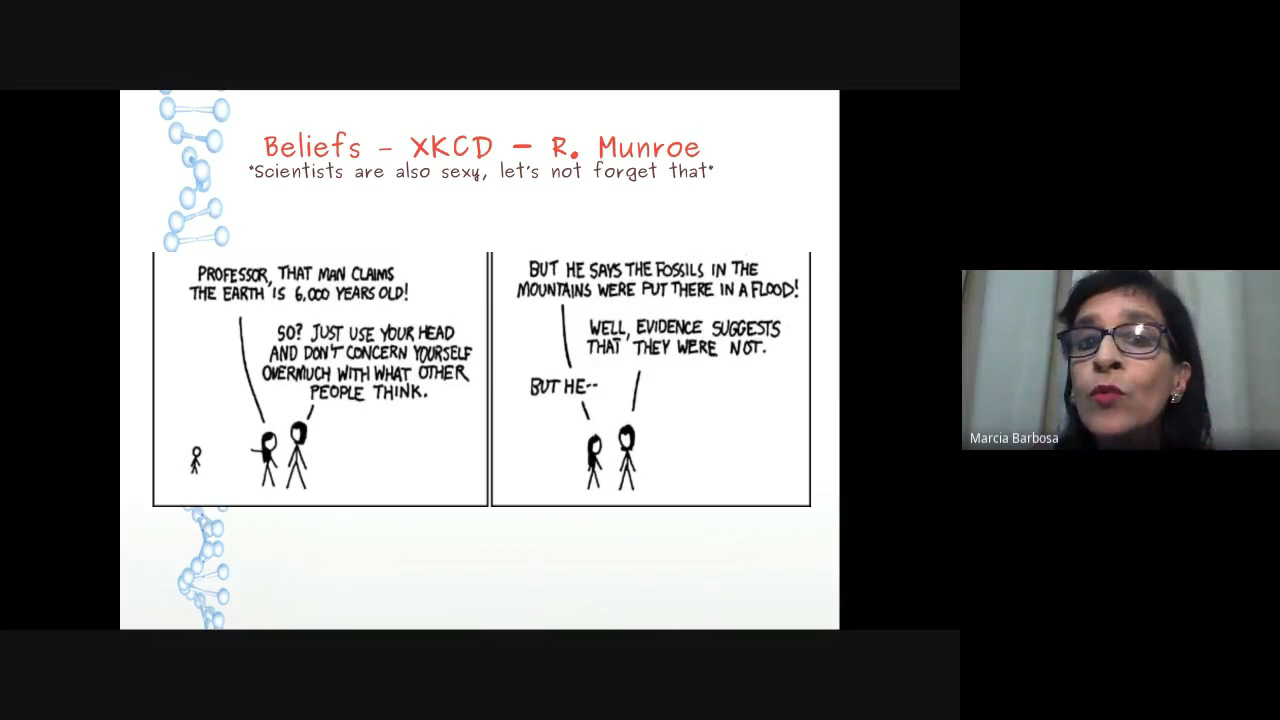 Beliefs - XKCD - R. Munroe
*Scientists are also sexy, let's not forget that*
PROFESSOR, THAT MAN CLAIMS
THE EARTH IS 6,000 YEARS OLD!
SO? JUST USE YOUR HEAD
AND DON'T CONCERN YOURSELF
OVERMUCH WITH WHAT OTHER
PEOPLE THINK.
BUT HE SAYS THE FOSSILS IN THE
MOUNTAINS WERE PUT THERE IN A FLOOD!
WELL, EVIDENCE SUGGESTS
THAT THEY WERE NOT.
BUT HE--
Marcia Barbosa